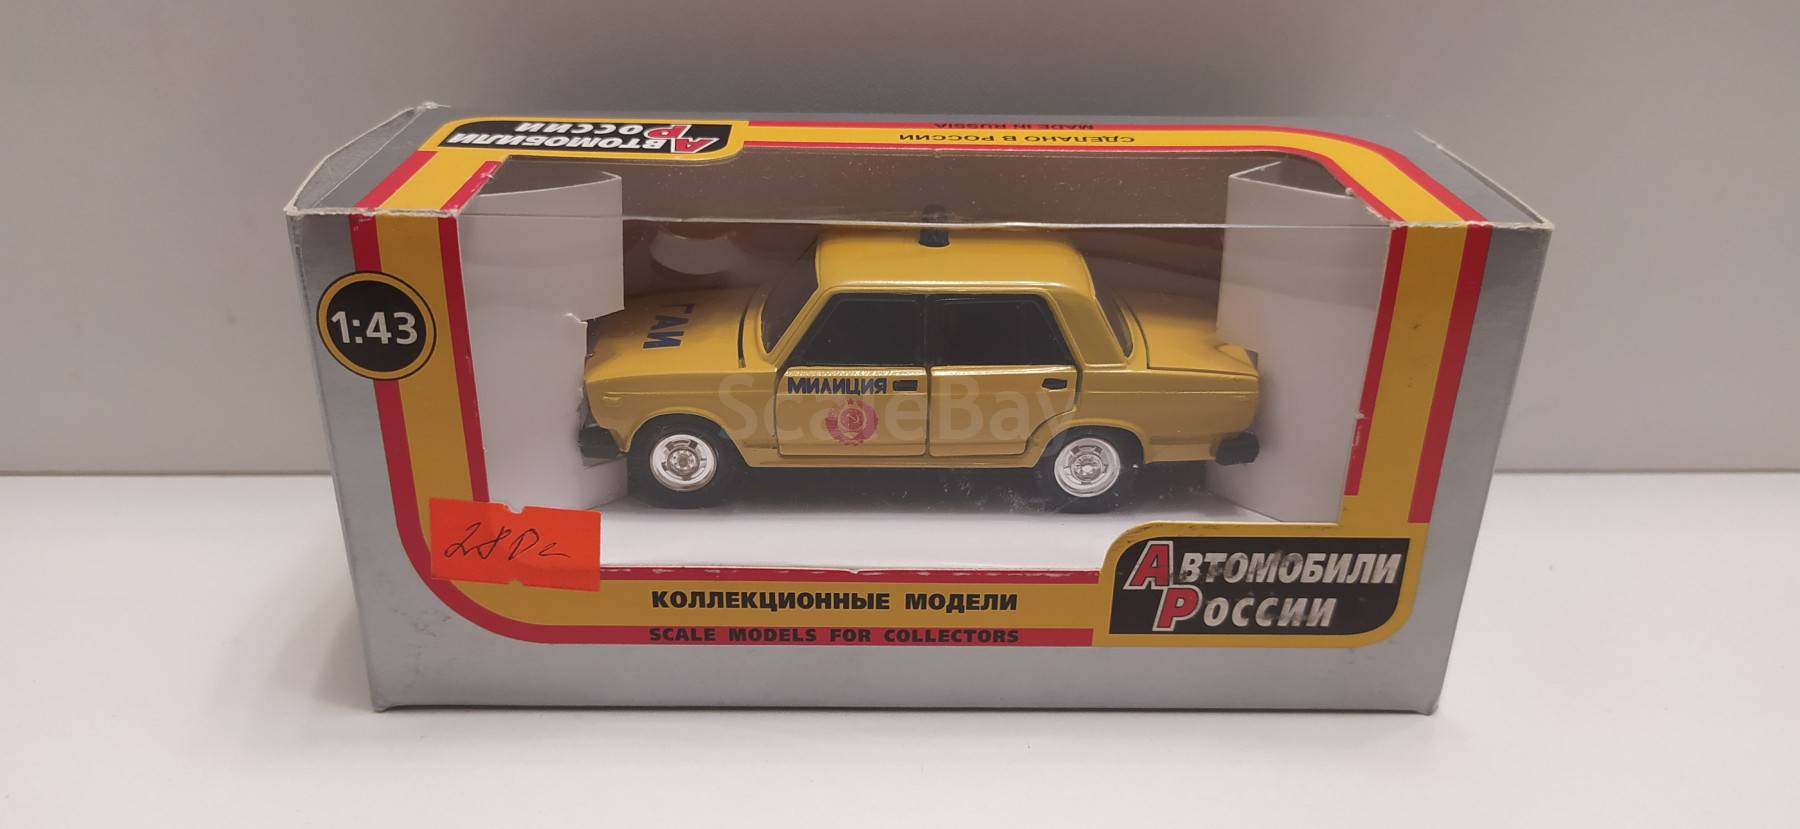 АВТОМОБИЛИ
РОССИИ
СДЕЛАНО В РОССИИ
MADE IN RUSSIA
1:43
ГАИ
МИЛИЦИЯ
ScaleBay
КОЛЛЕКЦИОННЫЕ МОДЕЛИ
SCALE MODELS FOR COLLECTORS
АВТОМОБИЛИ
РОССИИ